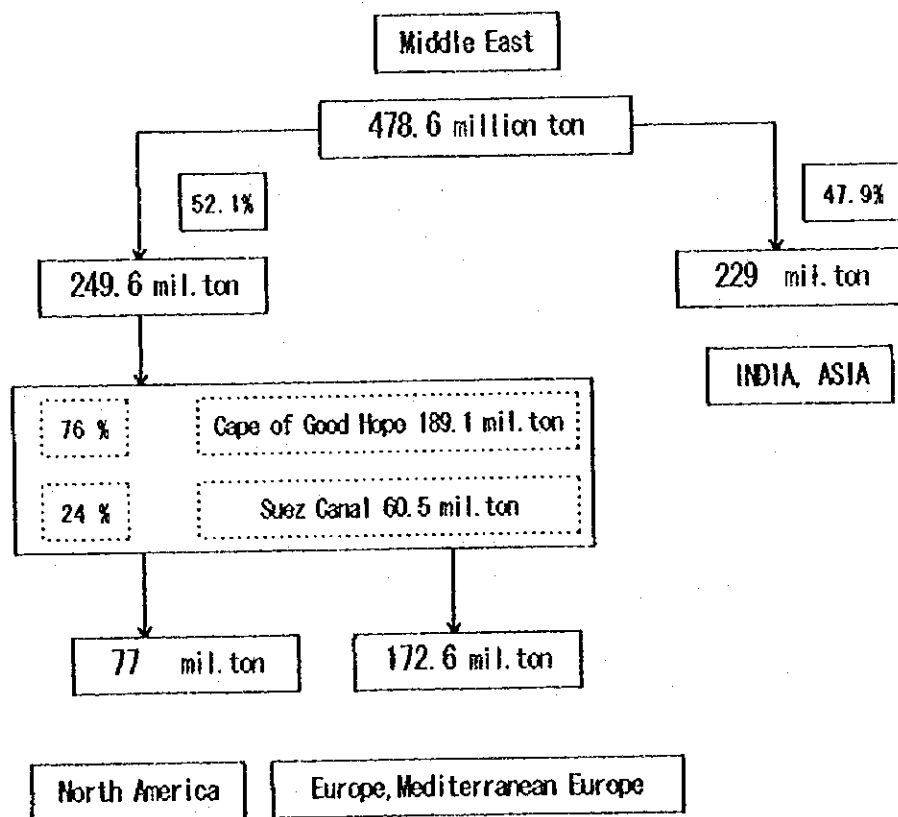 Middle East
478.6 million ton
52.1%
47.9%
249.6 mil.ton
229 mil.ton
INDIA, ASIA
76 %
Cape of Good Hopo 189.1 mil.ton
24 %
Suez Canal 60.5 mil.ton
77 mil.ton
172.6 mil.ton
North America
Europe, Mediterranean Europe